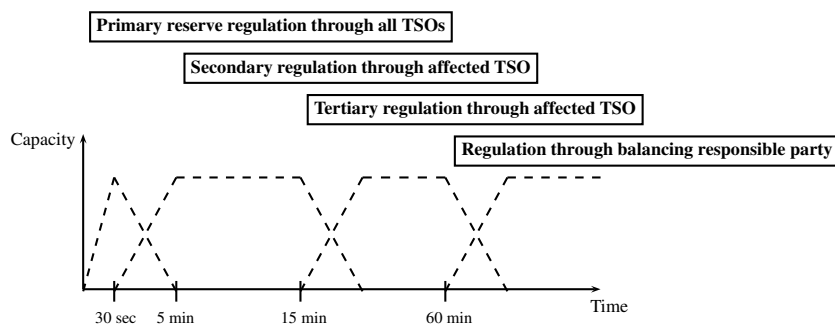 Primary reserve regulation through all TSOs
Secondary regulation through affected TSO
Tertiary regulation through affected TSO
Capacity
Regulation through balancing responsible party
Time
30 sec
5 min
15 min
60 min